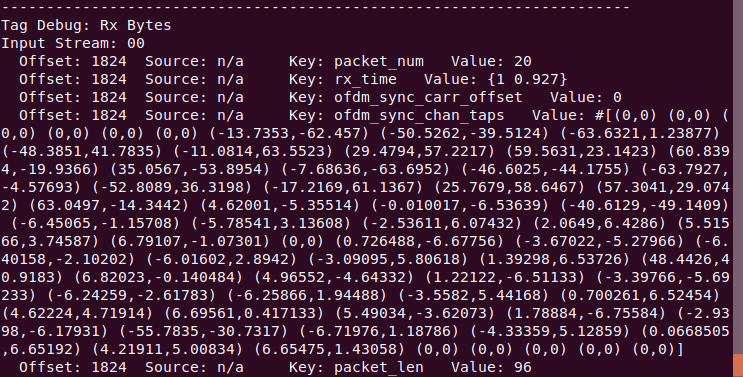 ----------------------------------------------------------------------
Tag Debug: Rx Bytes
Input Stream: 00
  Offset: 1824  Source: n/a     Key: packet_num   Value: 20
  Offset: 1824  Source: n/a     Key: rx_time   Value: {1 0.927}
  Offset: 1824  Source: n/a     Key: ofdm_sync_carr_offset   Value: 0
  Offset: 1824  Source: n/a     Key: ofdm_sync_chan_taps   Value: #[(0,0) (0,0) (
0,0) (0,0) (0,0) (0,0) (-13.7353,-62.457) (-50.5262,-39.5124) (-63.6321,1.23877)
(-48.3851,41.7835) (-11.0814,63.5523) (29.4794,57.2217) (59.5631,23.1423) (60.839
4,-19.9366) (35.0567,-53.8954) (-7.68636,-63.6952) (-46.6025,-44.1755) (-63.7927,
-4.57693) (-52.8089,36.3198) (-17.2169,61.1367) (25.7679,58.6467) (57.3041,29.074
2) (63.0497,-14.3442) (4.62001,-5.35514) (-0.010017,-6.53639) (-40.6129,-49.1409)
 (-6.45065,-1.15708) (-5.78541,3.13608) (-2.53611,6.07432) (2.0649,6.4286) (5.515
66,3.74587) (6.79107,-1.07301) (0,0) (0.726488,-6.67756) (-3.67022,-5.27966) (-6.
40158,-2.10202) (-6.01602,2.8942) (-3.09095,5.80618) (1.39298,6.53726) (48.4426,4
0.9183) (6.82023,-0.140484) (4.96552,-4.64332) (1.22122,-6.51133) (-3.39766,-5.69
233) (-6.24259,-2.61783) (-6.25866,1.94488) (-3.5582,5.44168) (0.700261,6.52454)
(4.62224,4.71914) (6.69561,0.417133) (5.49034,-3.62073) (1.78884,-6.75584) (-2.93
98,-6.17931) (-55.7835,-30.7317) (-6.71976,1.18786) (-4.33359,5.12859) (0.0668505
,6.65192) (4.21911,5.00834) (6.65475,1.43058) (0,0) (0,0) (0,0) (0,0) (0,0)]
  Offset: 1824  Source: n/a     Key: packet_len   Value: 96